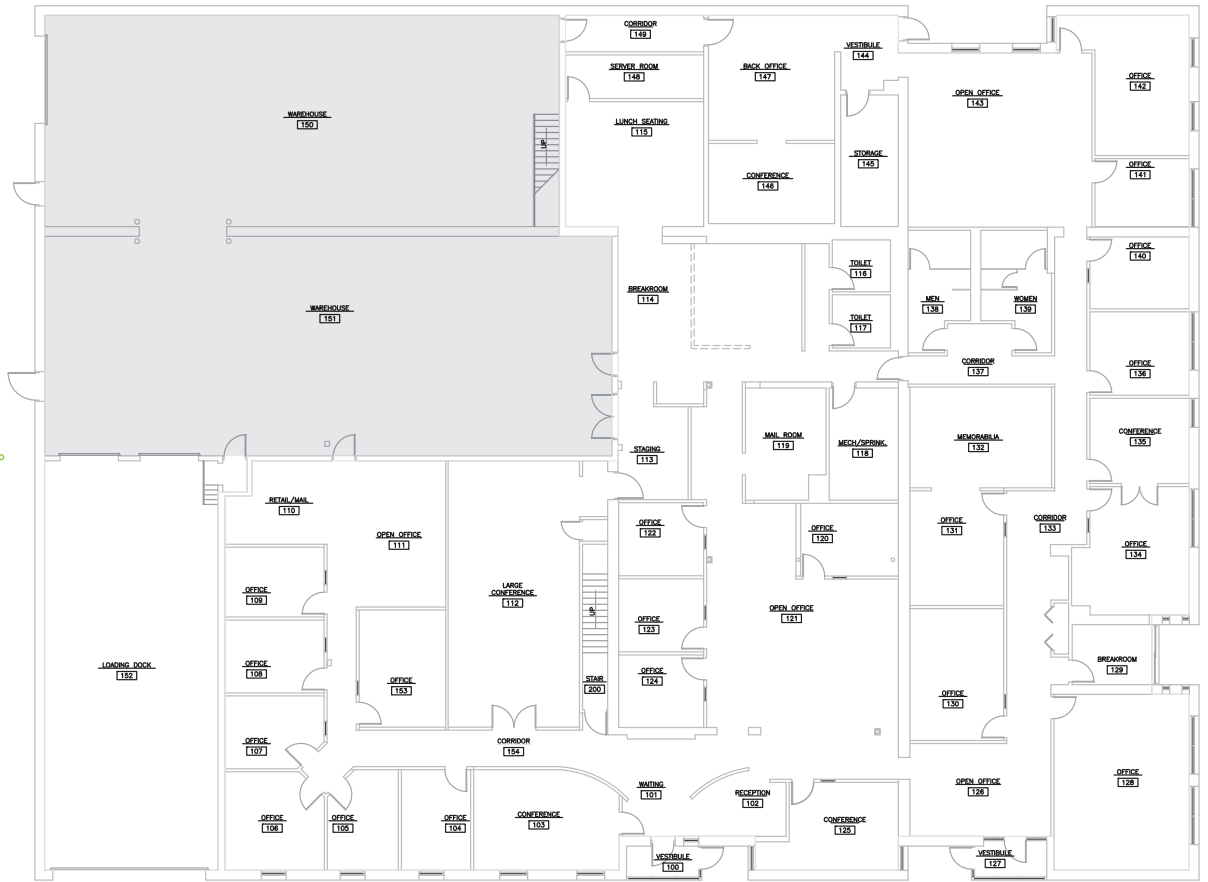 CORRIDOR
149
VESTIBULE
144
SERVER ROOM
148
BACK OFFICE
147
OFFICE
142
OPEN OFFICE
143
WAREHOUSE
150
LUNCH SEATING
115
UP
STORAGE
145
CONFERENCE
146
OFFICE
141
OFFICE
140
TOILET
116
BREAKROOM
114
MEN
138
WOMEN
139
WAREHOUSE
151
TOILET
117
CORRIDOR
137
OFFICE
136
CONFERENCE
135
MAIL ROOM
119
MEMORABILIA
132
MECH/SPRINK.
118
STAGING
113
RETAIL/MAIL
110
OFFICE
122
OFFICE
120
OFFICE
131
CORRIDOR
133
OPEN OFFICE
111
OFFICE
134
LARGE
CONFERENCE
112
OFFICE
109
UP
OPEN OFFICE
121
OFFICE
123
LOADING DOCK
152
OFFICE
108
BREAKROOM
129
OFFICE
153
STAIR
200
OFFICE
124
OFFICE
130
OFFICE
107
CORRIDOR
154
OFFICE
128
OPEN OFFICE
126
WAITING
101
RECEPTION
102
OFFICE
106
OFFICE
105
OFFICE
104
CONFERENCE
103
CONFERENCE
125
VESTIBULE
100
VESTIBULE
127